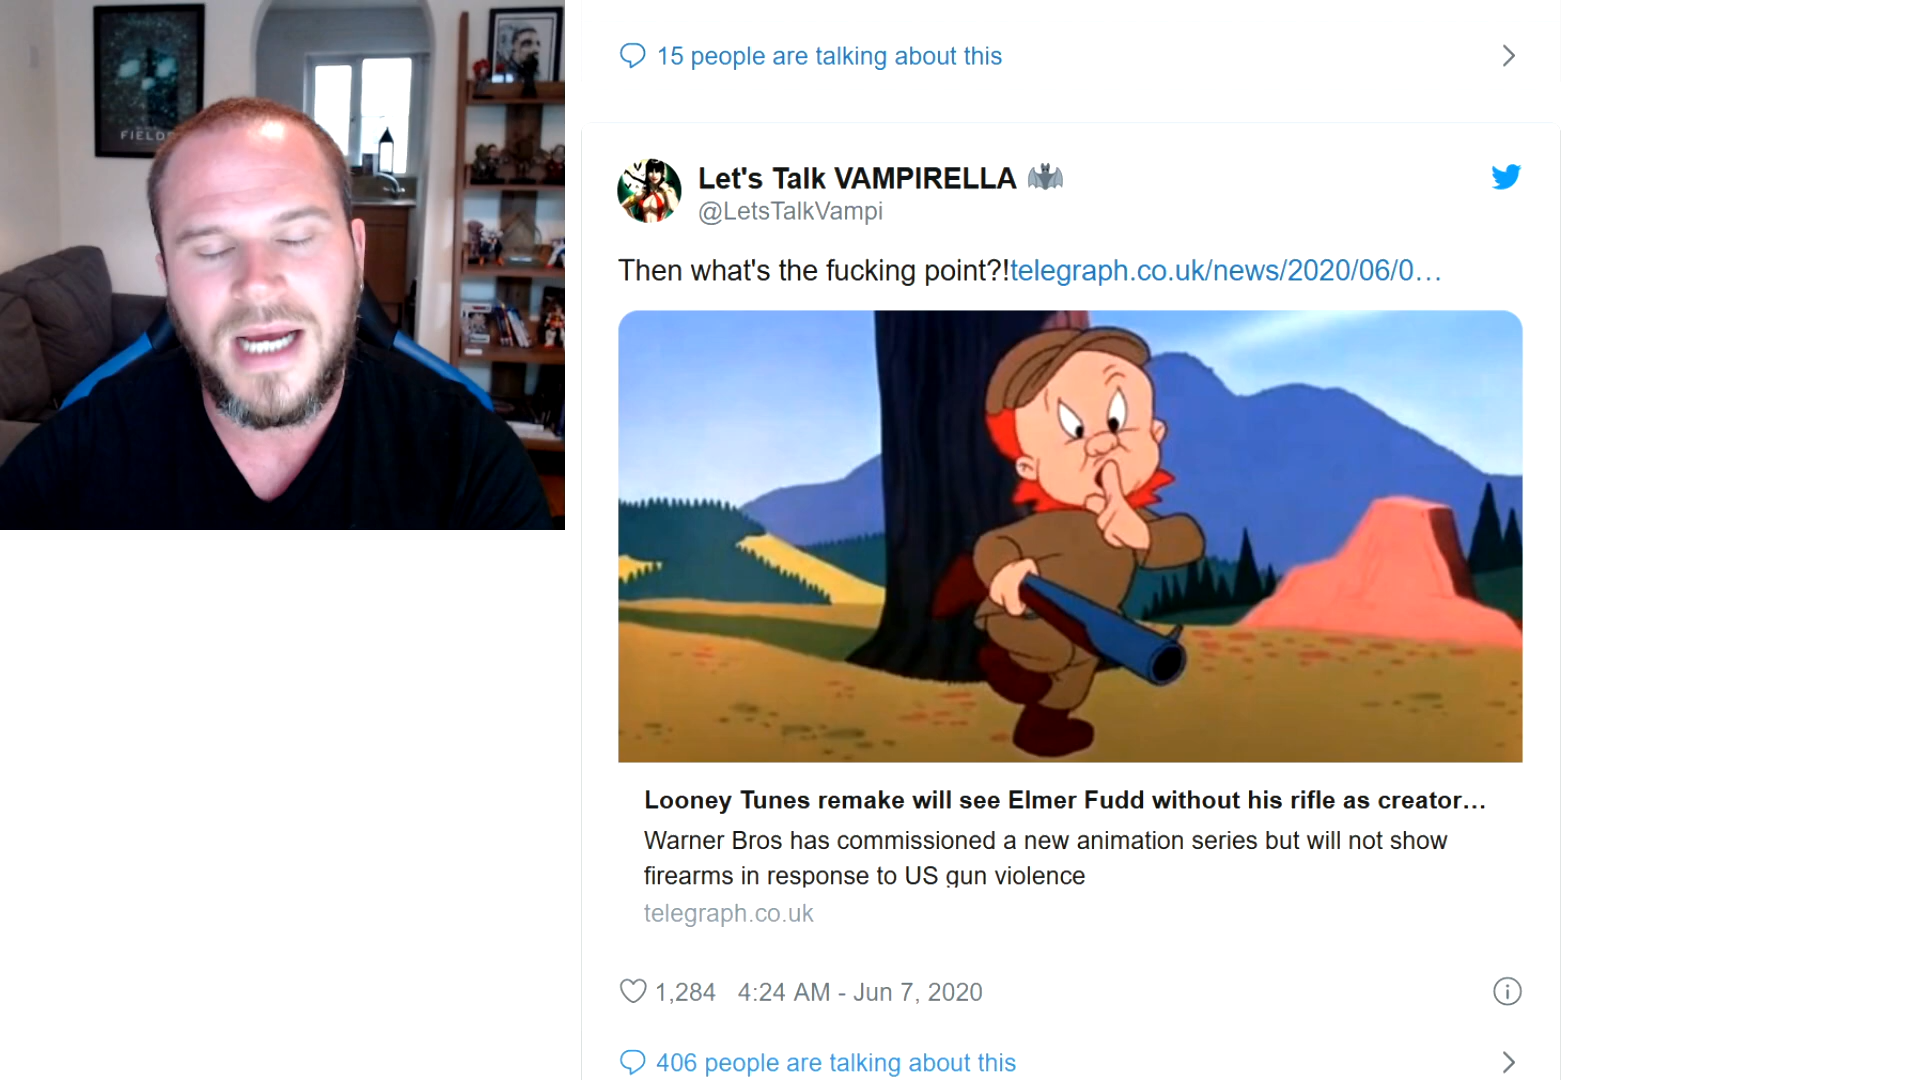 15 people are talking about this
FIELD
Let's Talk VAMPIRELLA
@LetsTalkVampi
Then what's the fucking point?!telegraph.co.uk/news/2020/06/0…
Looney Tunes remake will see Elmer Fudd without his rifle as creator…
Warner Bros has commissioned a new animation series but will not show
firearms in response to US gun violence
telegraph.co.uk
1,284 4:24 AM - Jun 7, 2020
406 people are talking about this